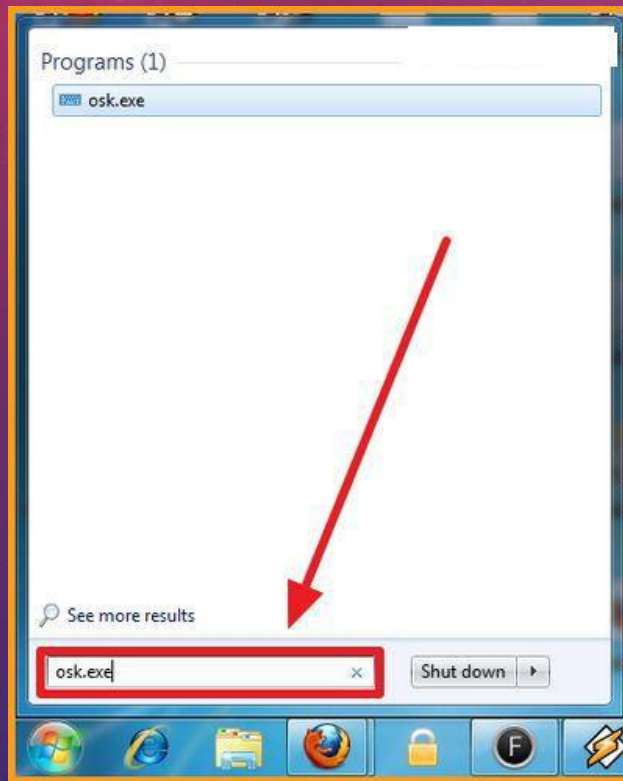 Programs (1)
osk.exe
See more results
osk.exe
Shut down
F